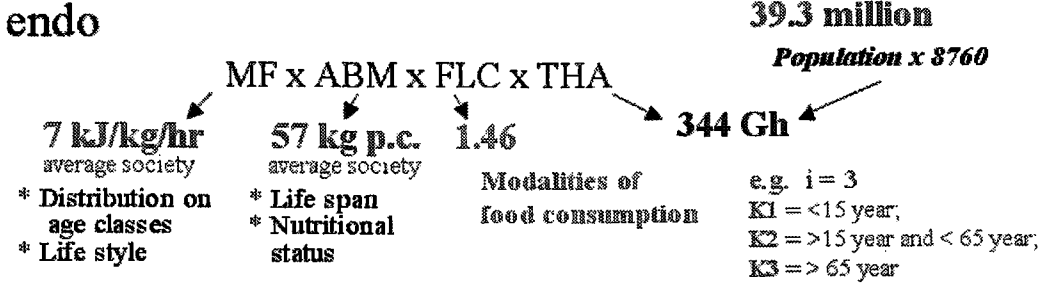 endo
39.3 million
Population x 8760
MF x ABM x FLC x THA
7 kJ/kg/hr
average society
* Distribution on
age classes
* Life style
57 kg p.c.
average society
* Life span
* Nutritional
status
1.46
Modalities of
food consumption
344 Gh
e.g. i = 3
K1 = <15 year;
K2 = >15 year and < 65 year;
K3 = > 65 year